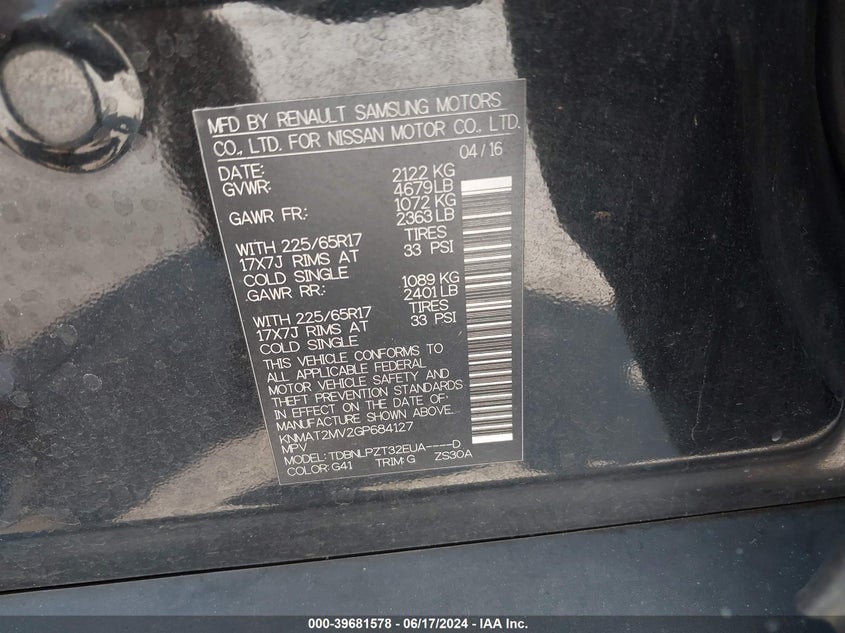 MFD BY RENAULT SAMSUNG MOTORS
CO., LTD. FOR NISSAN MOTOR CO., LTD.
DATE: 04/16
GVWR: 2122 KG
4679 LB
GAWR FR: 1072 KG
2363 LB
WITH 225/65R17 TIRES
17X7J RIMS AT 33 PSI
COLD SINGLE
GAWR RR: 1089 KG
2401 LB
WITH 225/65R17 TIRES
17X7J RIMS AT 33 PSI
COLD SINGLE
THIS VEHICLE CONFORMS TO
ALL APPLICABLE FEDERAL
MOTOR VEHICLE SAFETY AND
THEFT PREVENTION STANDARDS
IN EFFECT ON THE DATE OF
MANUFACTURE SHOWN ABOVE.
KNMAT2MV2GP684127
MPV
MODEL: TDBNLPZT32EUA----D
COLOR: G41 TRIM: G ZS30A
000-39681578 - 06/17/2024 - IAA Inc.